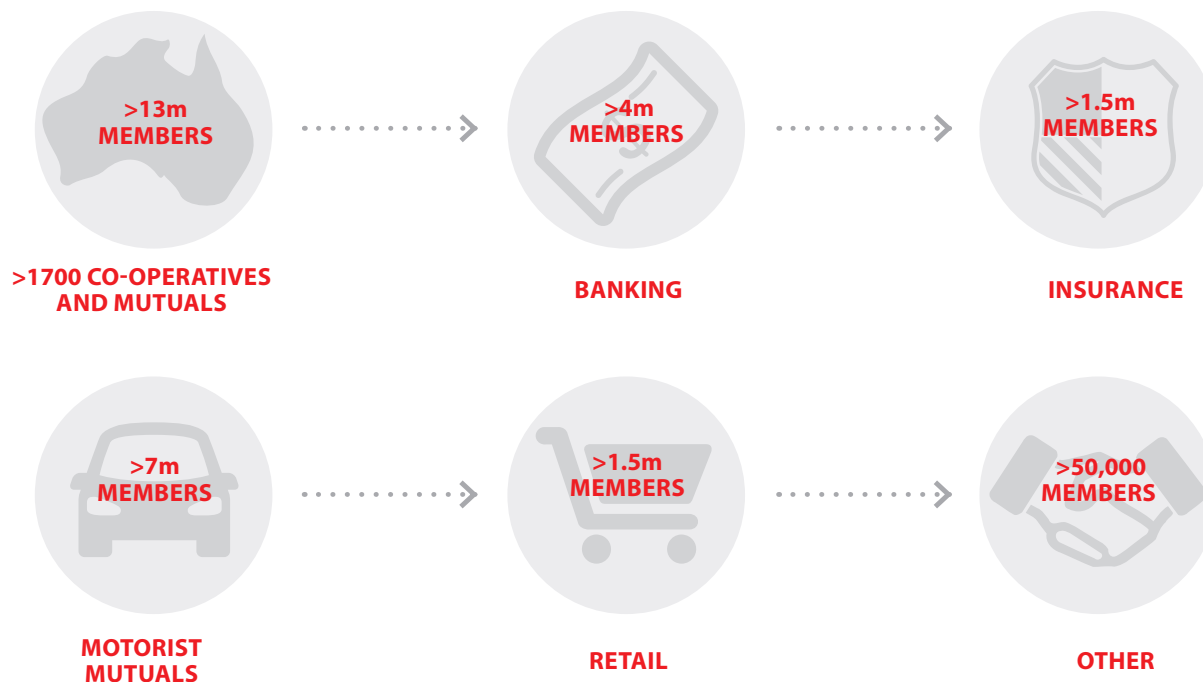 >13m
MEMBERS
>4m
MEMBERS
>1.5m
MEMBERS
>1700 CO-OPERATIVES
AND MUTUALS
BANKING
INSURANCE
>7m
MEMBERS
>1.5m
MEMBERS
>50,000
MEMBERS
MOTORIST
MUTUALS
RETAIL
OTHER